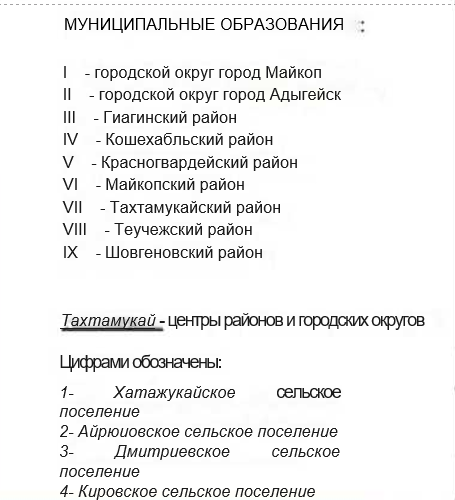 МУНИЦИПАЛЬНЫЕ ОБРАЗОВАНИЯ :
I - городской округ город Майкоп
II - городской округ город Адыгейск
III - Гиагинский район
IV - Кошехабльский район
V - Красногвардейский район
VI - Майкопский район
VII - Тахтамукайский район
VIII - Теучежский район
IX - Шовгеновский район
Тахтамукай - центры районов и городских округов
Цифрами обозначены:
1- Хатажукайское сельское
поселение
2- Айрюиовское сельское поселение
3- Дмитриевское сельское
поселение
4- Кировское сельское поселение